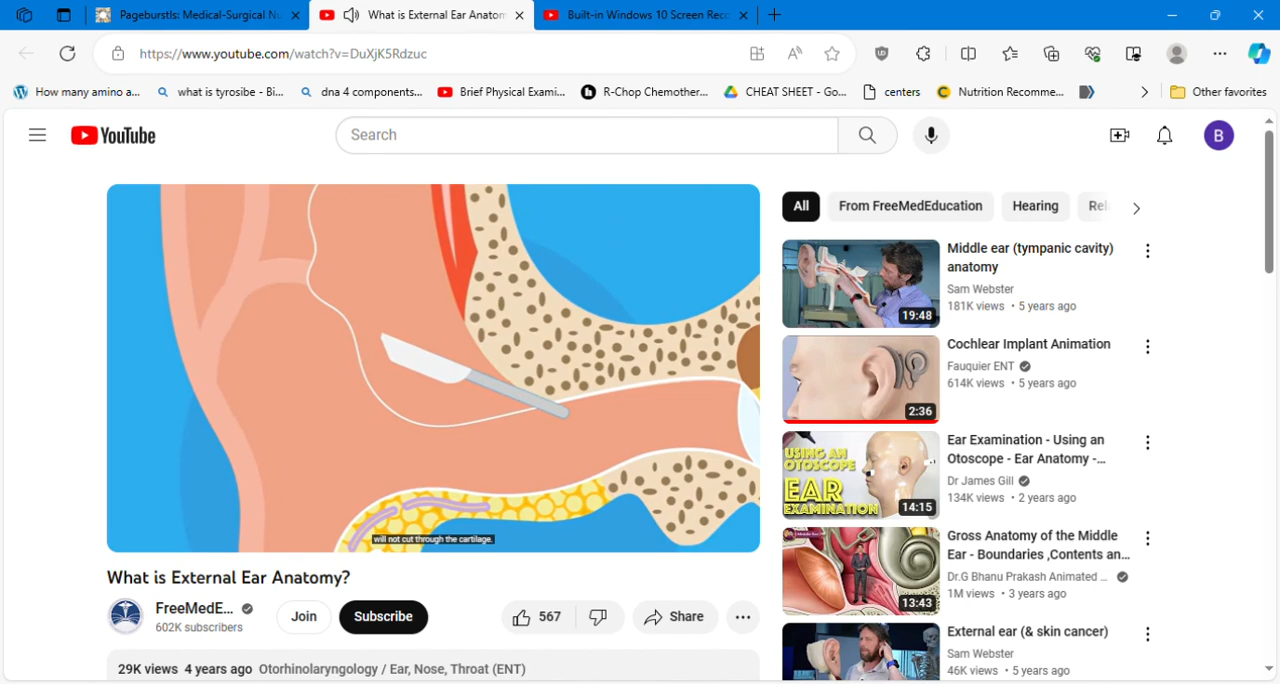 Pageburstls: Medical-Surgical Nu
What is External Ear Anatom
Built-in Windows 10 Screen Reco
https://www.youtube.com/watch?v=DuXjK5Rdzuc
How many amino a...
what is tyrosibe - Bi...
dna 4 components...
Brief Physical Exami...
R-Chop Chemother...
CHEAT SHEET - Go...
centers
Nutrition Recomme...
Other favorites
YouTube
Search
B
will not cut through the cartilage.
What is External Ear Anatomy?
FreeMedE...
602K subscribers
Join
Subscribe
567
Share
29K views 4 years ago Otorhinolaryngology / Ear, Nose, Throat (ENT)
All
From FreeMedEducation
Hearing
Rel
19:48
Middle ear (tympanic cavity)
anatomy
Sam Webster
181K views • 5 years ago
2:36
Cochlear Implant Animation
Fauquier ENT
614K views • 5 years ago
USING AN
OTOSCOPE
EAR
EXAMINATION
14:15
Ear Examination - Using an
Otoscope - Ear Anatomy -...
Dr James Gill
134K views • 2 years ago
13:43
Gross Anatomy of the Middle
Ear - Boundaries ,Contents an...
Dr.G Bhanu Prakash Animated ...
1M views • 3 years ago
External ear (& skin cancer)
Sam Webster
46K views • 5 years ago